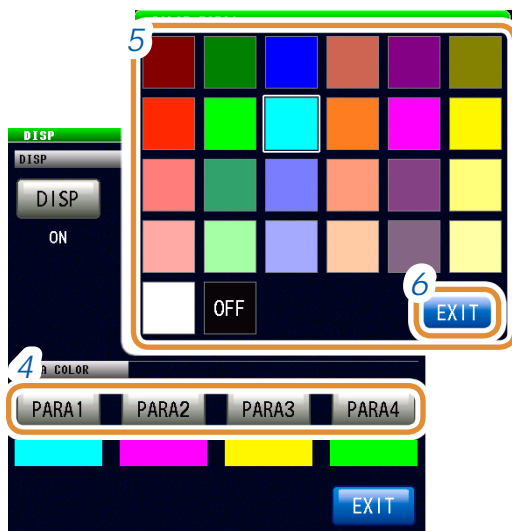 5
DISP
DISP
DISP
ON
OFF
6
EXIT
4
COLOR
PARA1 PARA2 PARA3 PARA4
EXIT